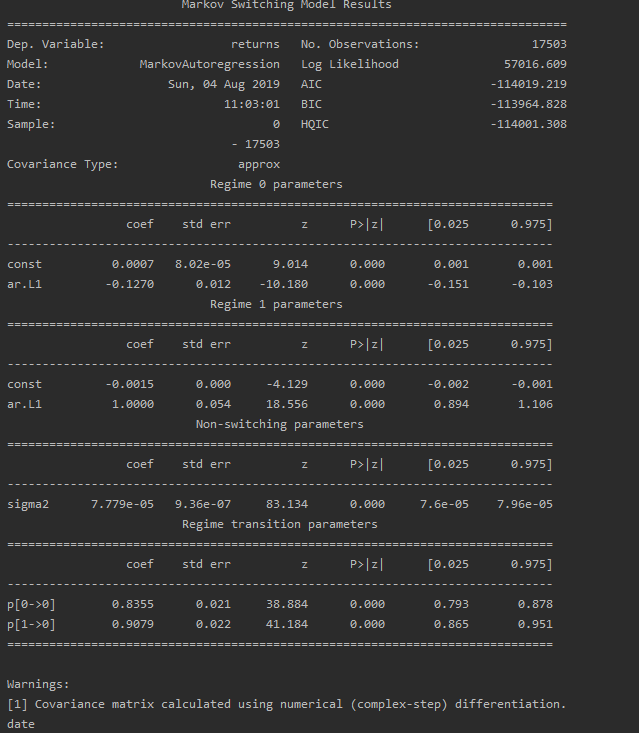 Markov Switching Model Results
================================================================================
Dep. Variable: returns No. Observations: 17503
Model: MarkovAutoregression Log Likelihood 57016.609
Date: Sun, 04 Aug 2019 AIC -114019.219
Time: 11:03:01 BIC -113964.828
Sample: 0 HQIC -114001.308
- 17503
Covariance Type: approx
Regime 0 parameters
==============================================================================
coef std err z P>|z| [0.025 0.975]
------------------------------------------------------------------------------
const 0.0007 8.02e-05 9.014 0.000 0.001 0.001
ar.L1 -0.1270 0.012 -10.180 0.000 -0.151 -0.103
Regime 1 parameters
==============================================================================
coef std err z P>|z| [0.025 0.975]
------------------------------------------------------------------------------
const -0.0015 0.000 -4.129 0.000 -0.002 -0.001
ar.L1 1.0000 0.054 18.556 0.000 0.894 1.106
Non-switching parameters
==============================================================================
coef std err z P>|z| [0.025 0.975]
------------------------------------------------------------------------------
sigma2 7.779e-05 9.36e-07 83.134 0.000 7.6e-05 7.96e-05
Regime transition parameters
==============================================================================
coef std err z P>|z| [0.025 0.975]
------------------------------------------------------------------------------
p[0->0] 0.8355 0.021 38.884 0.000 0.793 0.878
p[1->0] 0.9079 0.022 41.184 0.000 0.865 0.951
==============================================================================
Warnings:
[1] Covariance matrix calculated using numerical (complex-step) differentiation.
date